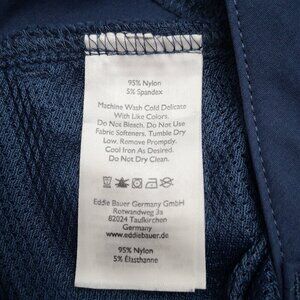 95% Nylon
5% Spandex
Machine Wash Cold Delicate
With Like Colors.
Do Not Bleach. Do Not Use
Fabric Softeners. Tumble Dry
Low. Remove Promptly.
Cool Iron As Desired.
Do Not Dry Clean.
Eddie Bauer Germany GmbH
Rotwandweg 3a
82024 Taufkirchen
Germany
www.eddiebauer.de
95% Nylon
5% Élasthanne